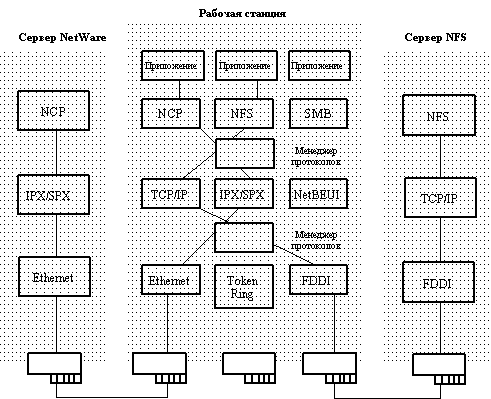 Рабочая станция
Сервер NetWare
Сервер NFS
Приложение
Приложение
Приложение
NCP
NCP
NFS
SMB
NFS
Менеджер
протоколов
IPX/SPX
TCP/IP
IPX/SPX
NetBEUI
TCP/IP
Менеджер
протоколов
Ethernet
Ethernet
Token
Ring
FDDI
FDDI